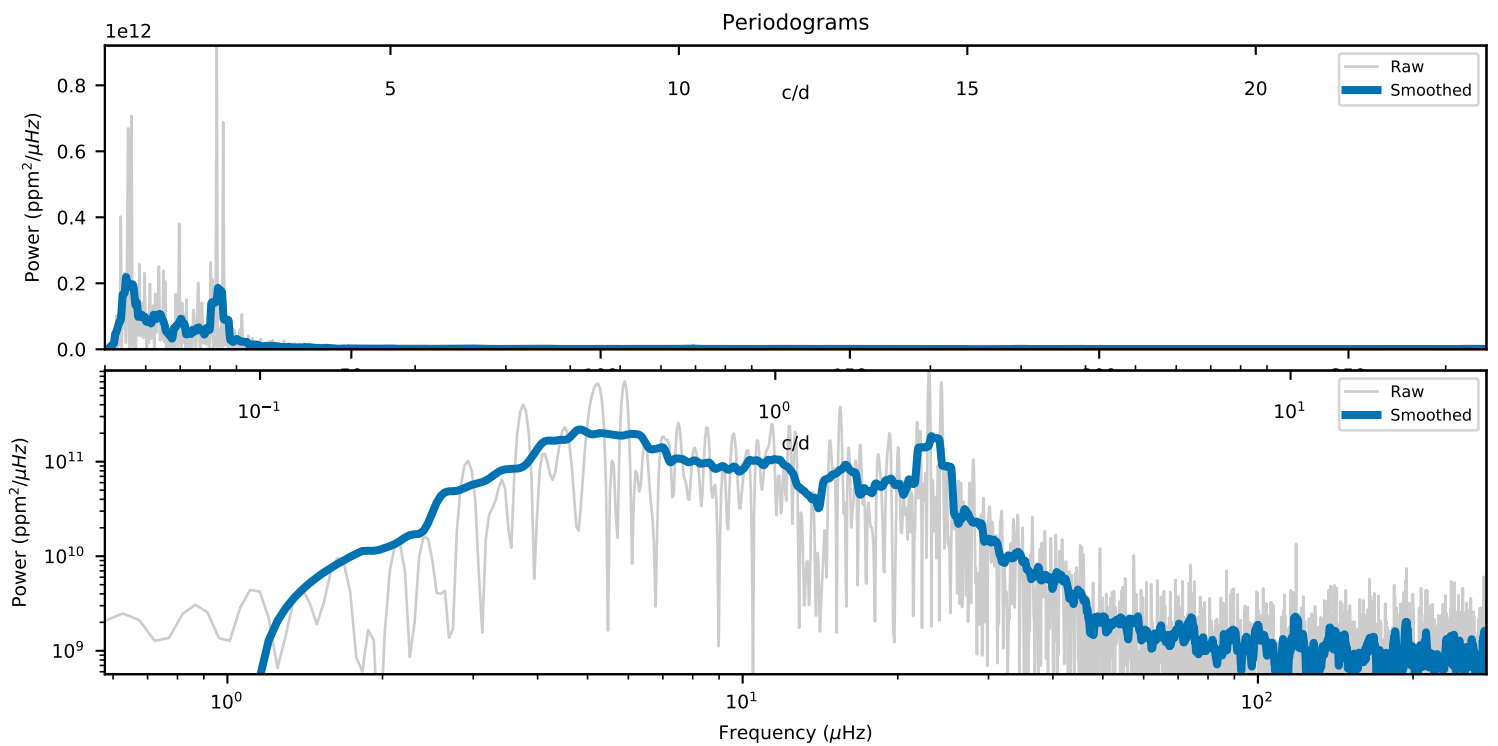 Periodograms
1e12
5 10 15 20
c/d
Raw
Smoothed
Power (ppm²/μHz)
0.8
0.6
0.4
0.2
0.0
10⁻¹ 10⁰ 10¹
c/d
Raw
Smoothed
Power (ppm²/μHz)
10¹¹
10¹⁰
10⁹
10⁰ 10¹ 10²
Frequency (μHz)